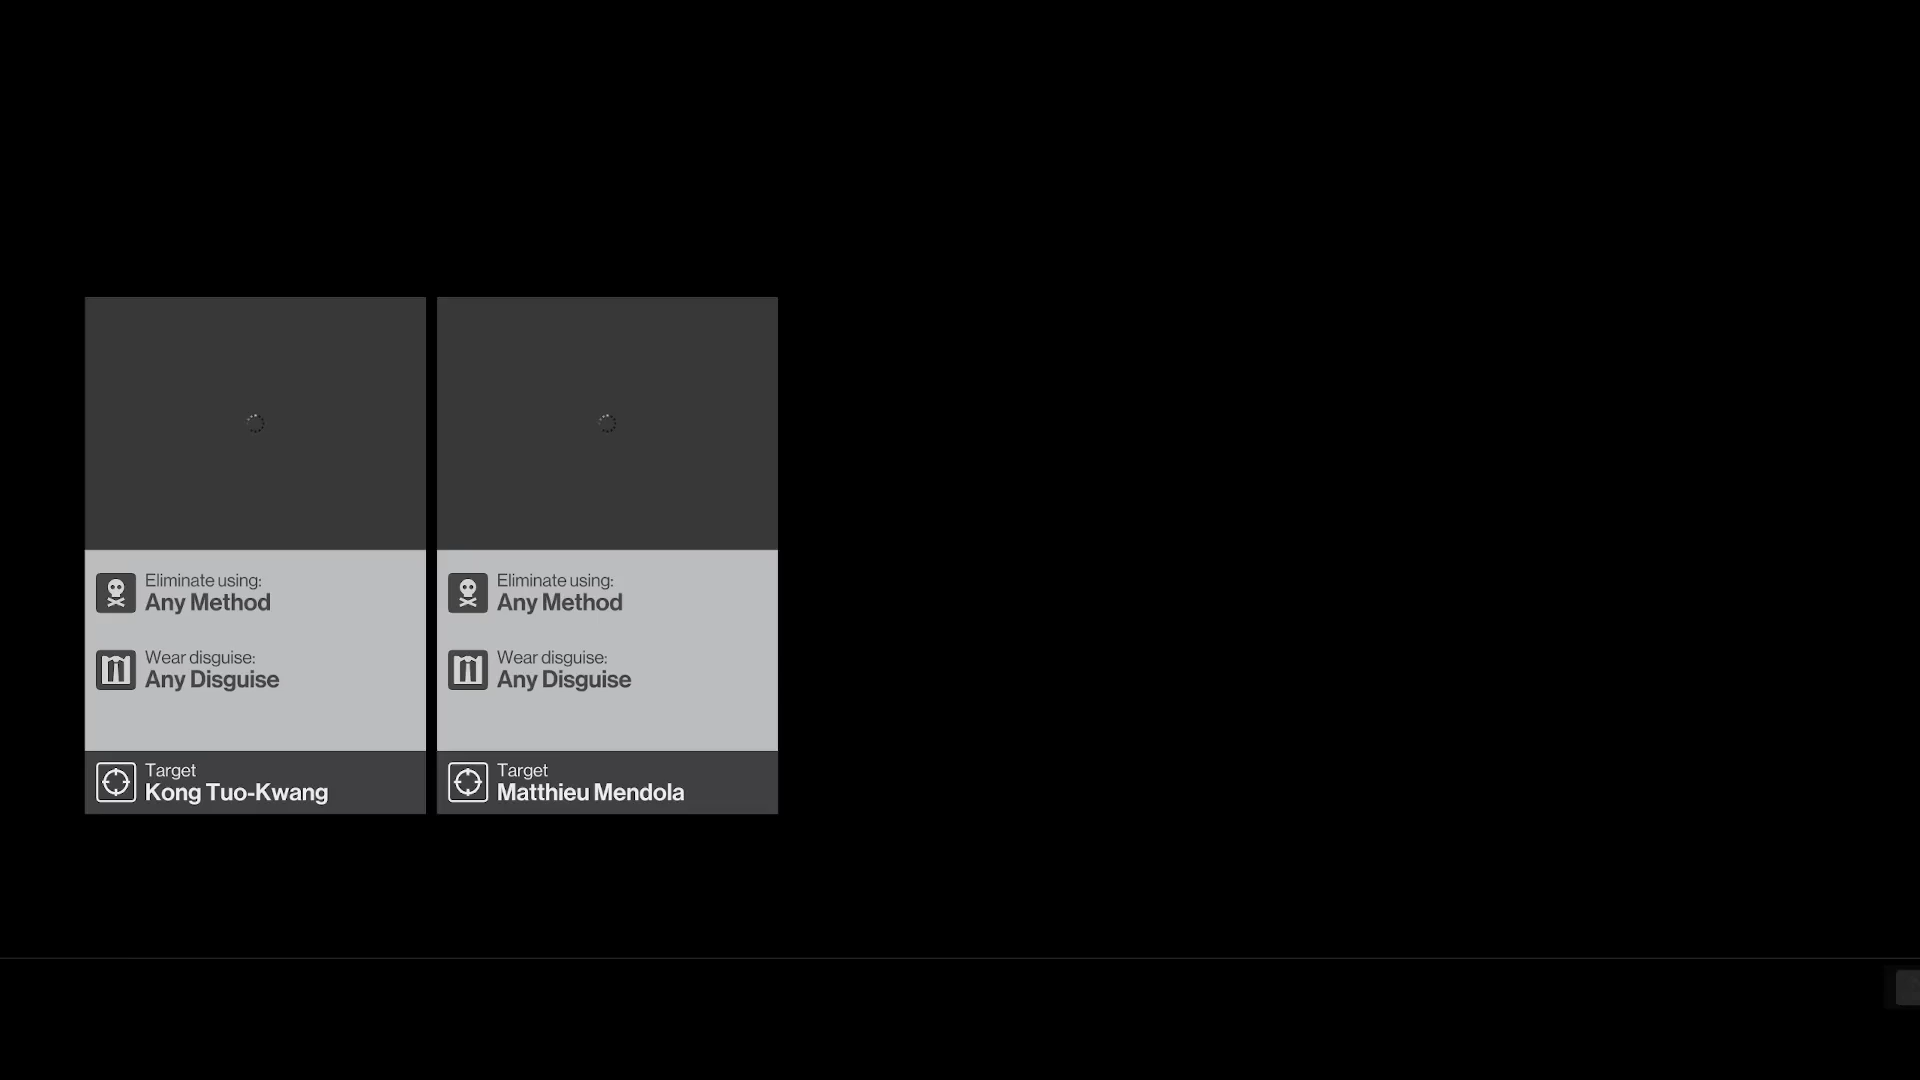 Eliminate using:
Any Method
Wear disguise:
Any Disguise
Target
Kong Tuo-Kwang
Eliminate using:
Any Method
Wear disguise:
Any Disguise
Target
Matthieu Mendola